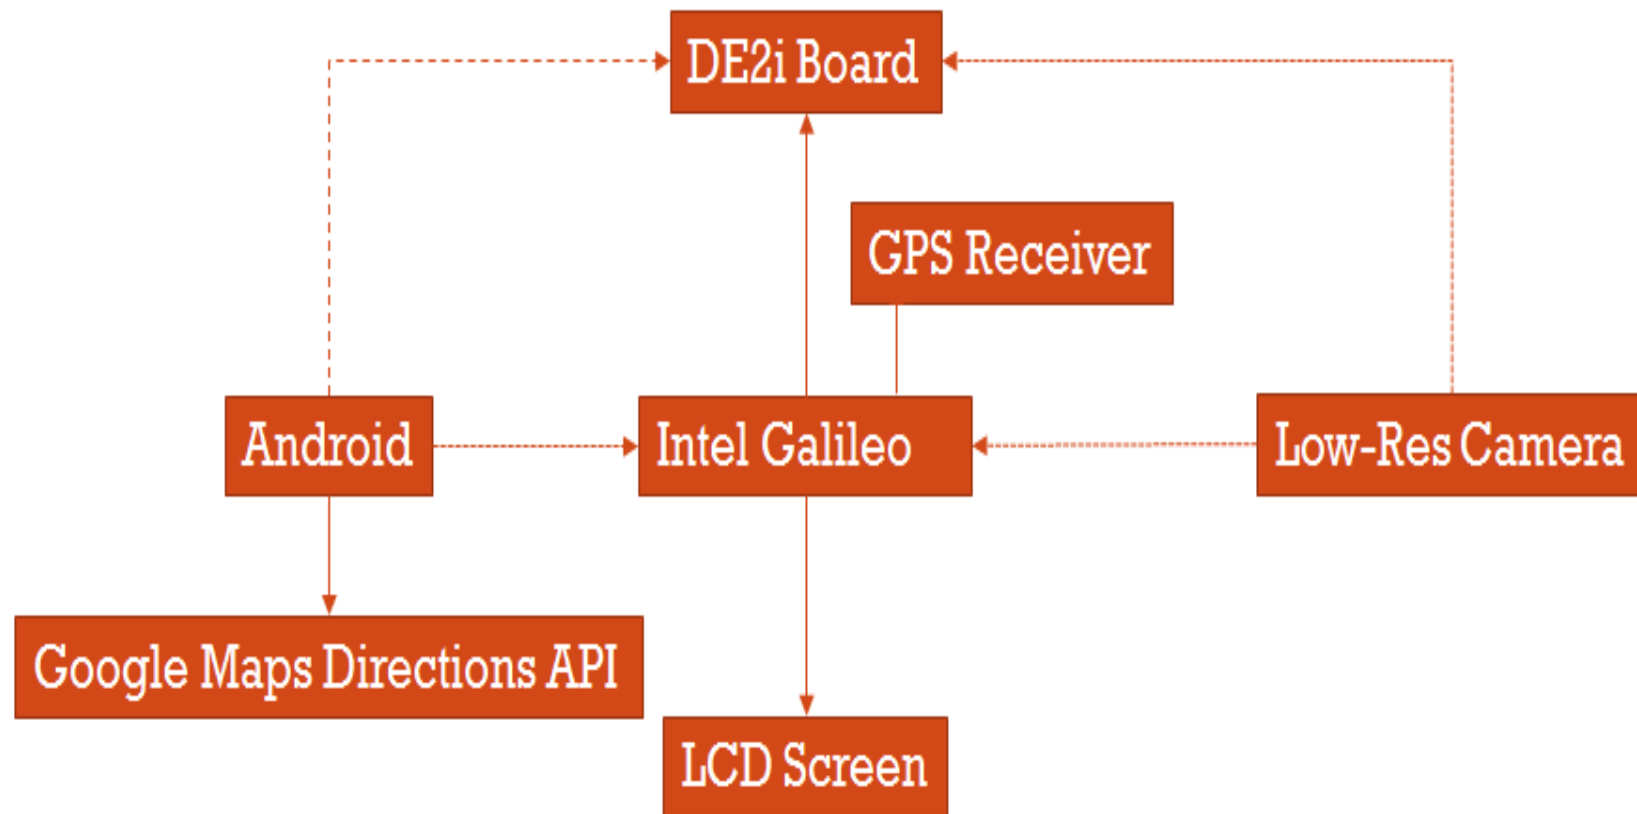 DE2i Board
GPS Receiver
Android
Intel Galileo
Low-Res Camera
Google Maps Directions API
LCD Screen